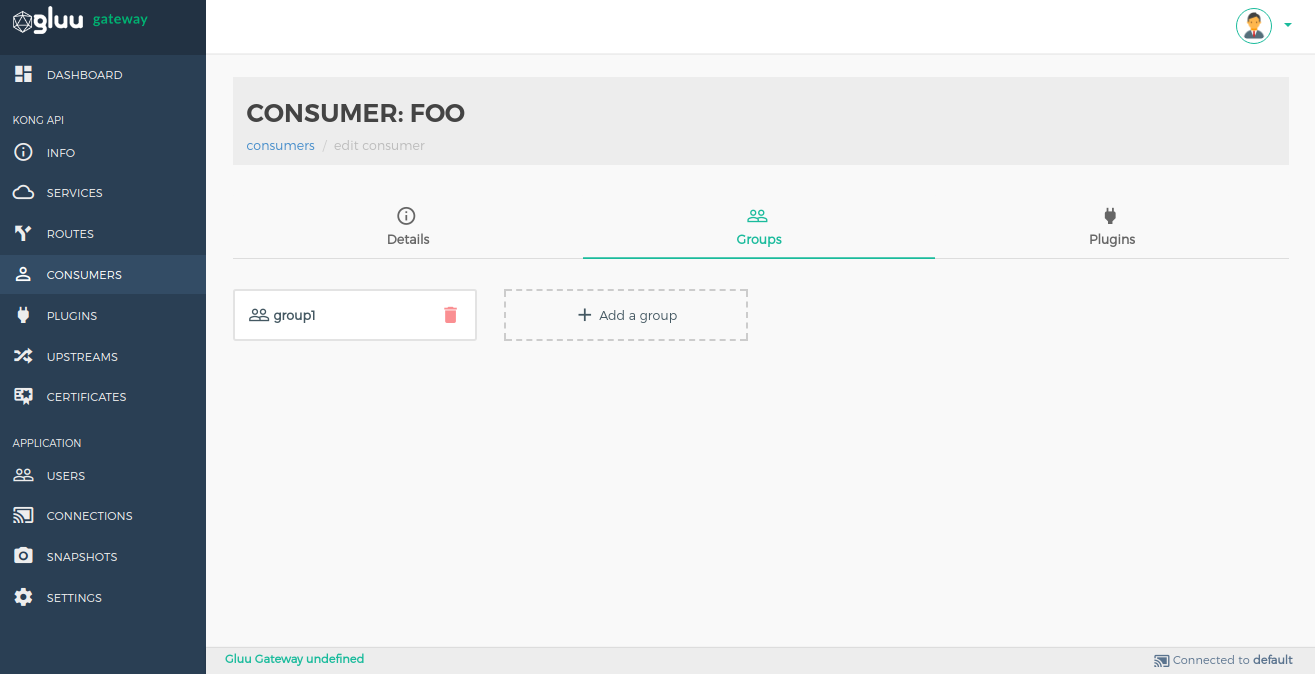 gluu gateway
DASHBOARD
KONG API
INFO
SERVICES
ROUTES
CONSUMERS
PLUGINS
UPSTREAMS
CERTIFICATES
APPLICATION
USERS
CONNECTIONS
SNAPSHOTS
SETTINGS
CONSUMER: FOO
consumers / edit consumer
Details
Groups
Plugins
group1
Add a group
Gluu Gateway undefined
Connected to default